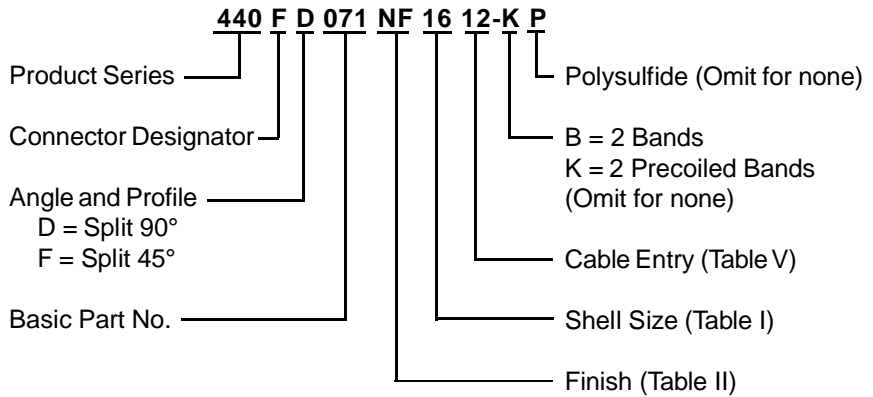 440 F D 071 NF 16 12-K P
Product Series
Connector Designator
Angle and Profile
D = Split 90°
F = Split 45°
Basic Part No.
Polysulfide (Omit for none)
B = 2 Bands
K = 2 Precoiled Bands
(Omit for none)
Cable Entry (Table V)
Shell Size (Table I)
Finish (Table II)